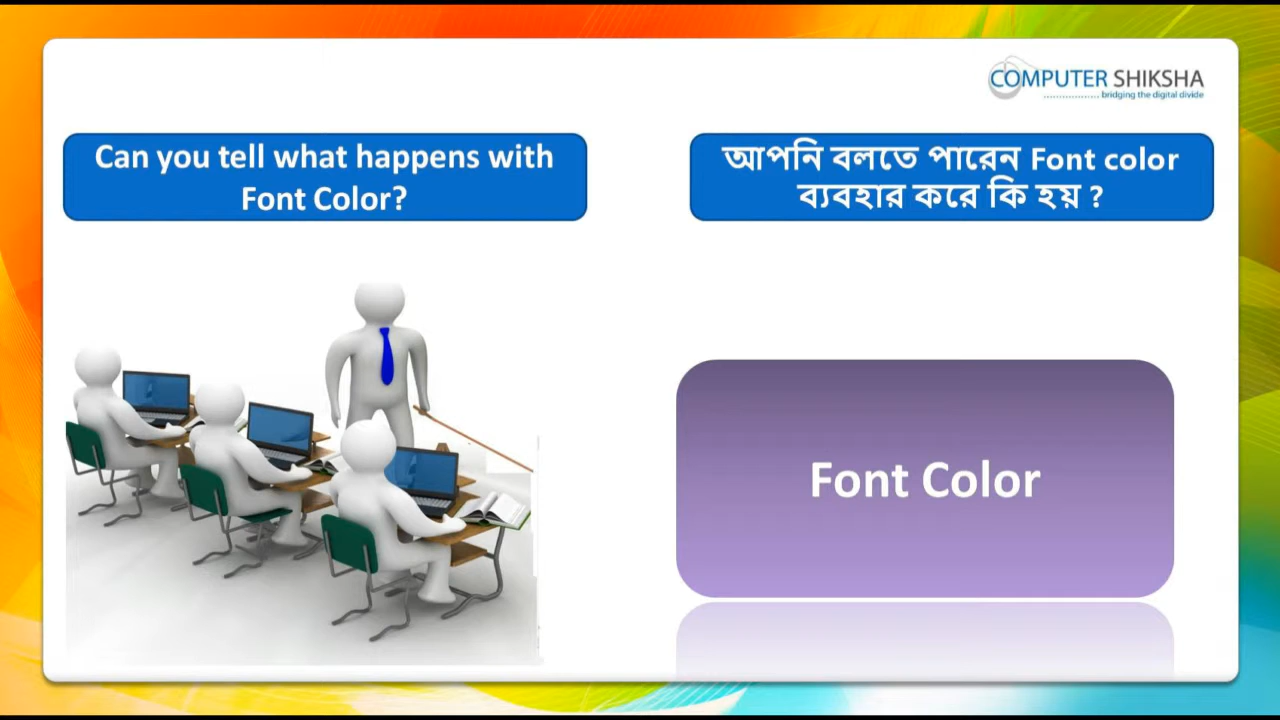 COMPUTER SHIKSHA
bridging the digital divide
Can you tell what happens with
Font Color?
আপনি বলতে পারেন Font color
ব্যবহার করে কি হয় ?
Font Color